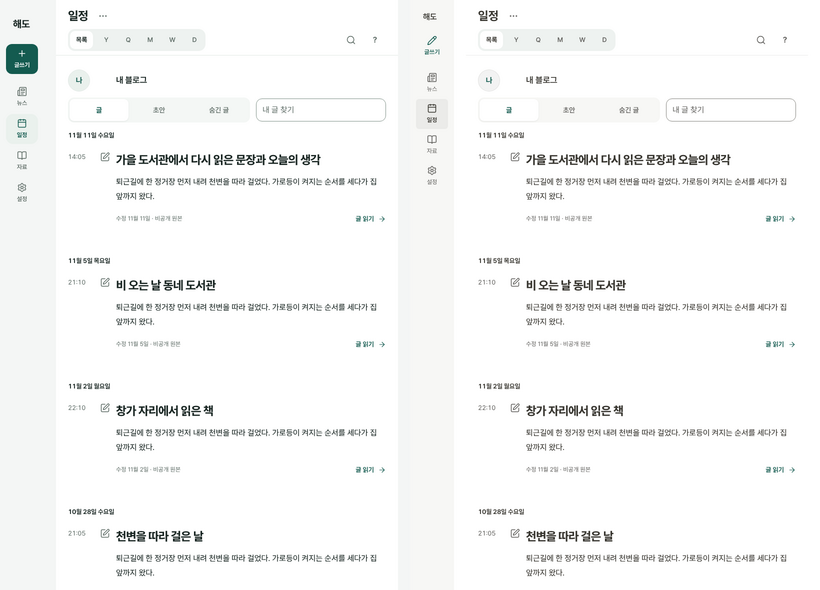 해도
글쓰기
뉴스
일정
자료
설정
일정 ...
목록 Y Q M W D
?
나 내 블로그
글 초안 숨긴 글 내 글 찾기
11월 11일 수요일
14:05 가을 도서관에서 다시 읽은 문장과 오늘의 생각
퇴근길에 한 정거장 먼저 내려 천변을 따라 걸었다. 가로등이 켜지는 순서를 세다가 집
앞까지 왔다.
수정 11월 11일 · 비공개 원본 글 읽기 →
11월 5일 목요일
21:10 비 오는 날 동네 도서관
퇴근길에 한 정거장 먼저 내려 천변을 따라 걸었다. 가로등이 켜지는 순서를 세다가 집
앞까지 왔다.
수정 11월 5일 · 비공개 원본 글 읽기 →
11월 2일 월요일
22:10 창가 자리에서 읽은 책
퇴근길에 한 정거장 먼저 내려 천변을 따라 걸었다. 가로등이 켜지는 순서를 세다가 집
앞까지 왔다.
수정 11월 2일 · 비공개 원본 글 읽기 →
10월 28일 수요일
21:05 천변을 따라 걸은 날
퇴근길에 한 정거장 먼저 내려 천변을 따라 걸었다. 가로등이 켜지는 순서를 세다가 집
해도
글쓰기
뉴스
일정
자료
설정
일정 ...
목록 Y Q M W D
?
나 내 블로그
글 초안 숨긴 글 내 글 찾기
11월 11일 수요일
14:05 가을 도서관에서 다시 읽은 문장과 오늘의 생각
퇴근길에 한 정거장 먼저 내려 천변을 따라 걸었다. 가로등이 켜지는 순서를 세다가 집
앞까지 왔다.
수정 11월 11일 · 비공개 원본 글 읽기 →
11월 5일 목요일
21:10 비 오는 날 동네 도서관
퇴근길에 한 정거장 먼저 내려 천변을 따라 걸었다. 가로등이 켜지는 순서를 세다가 집
앞까지 왔다.
수정 11월 5일 · 비공개 원본 글 읽기 →
11월 2일 월요일
22:10 창가 자리에서 읽은 책
퇴근길에 한 정거장 먼저 내려 천변을 따라 걸었다. 가로등이 켜지는 순서를 세다가 집
앞까지 왔다.
수정 11월 2일 · 비공개 원본 글 읽기 →
10월 28일 수요일
21:05 천변을 따라 걸은 날
퇴근길에 한 정거장 먼저 내려 천변을 따라 걸었다. 가로등이 켜지는 순서를 세다가 집